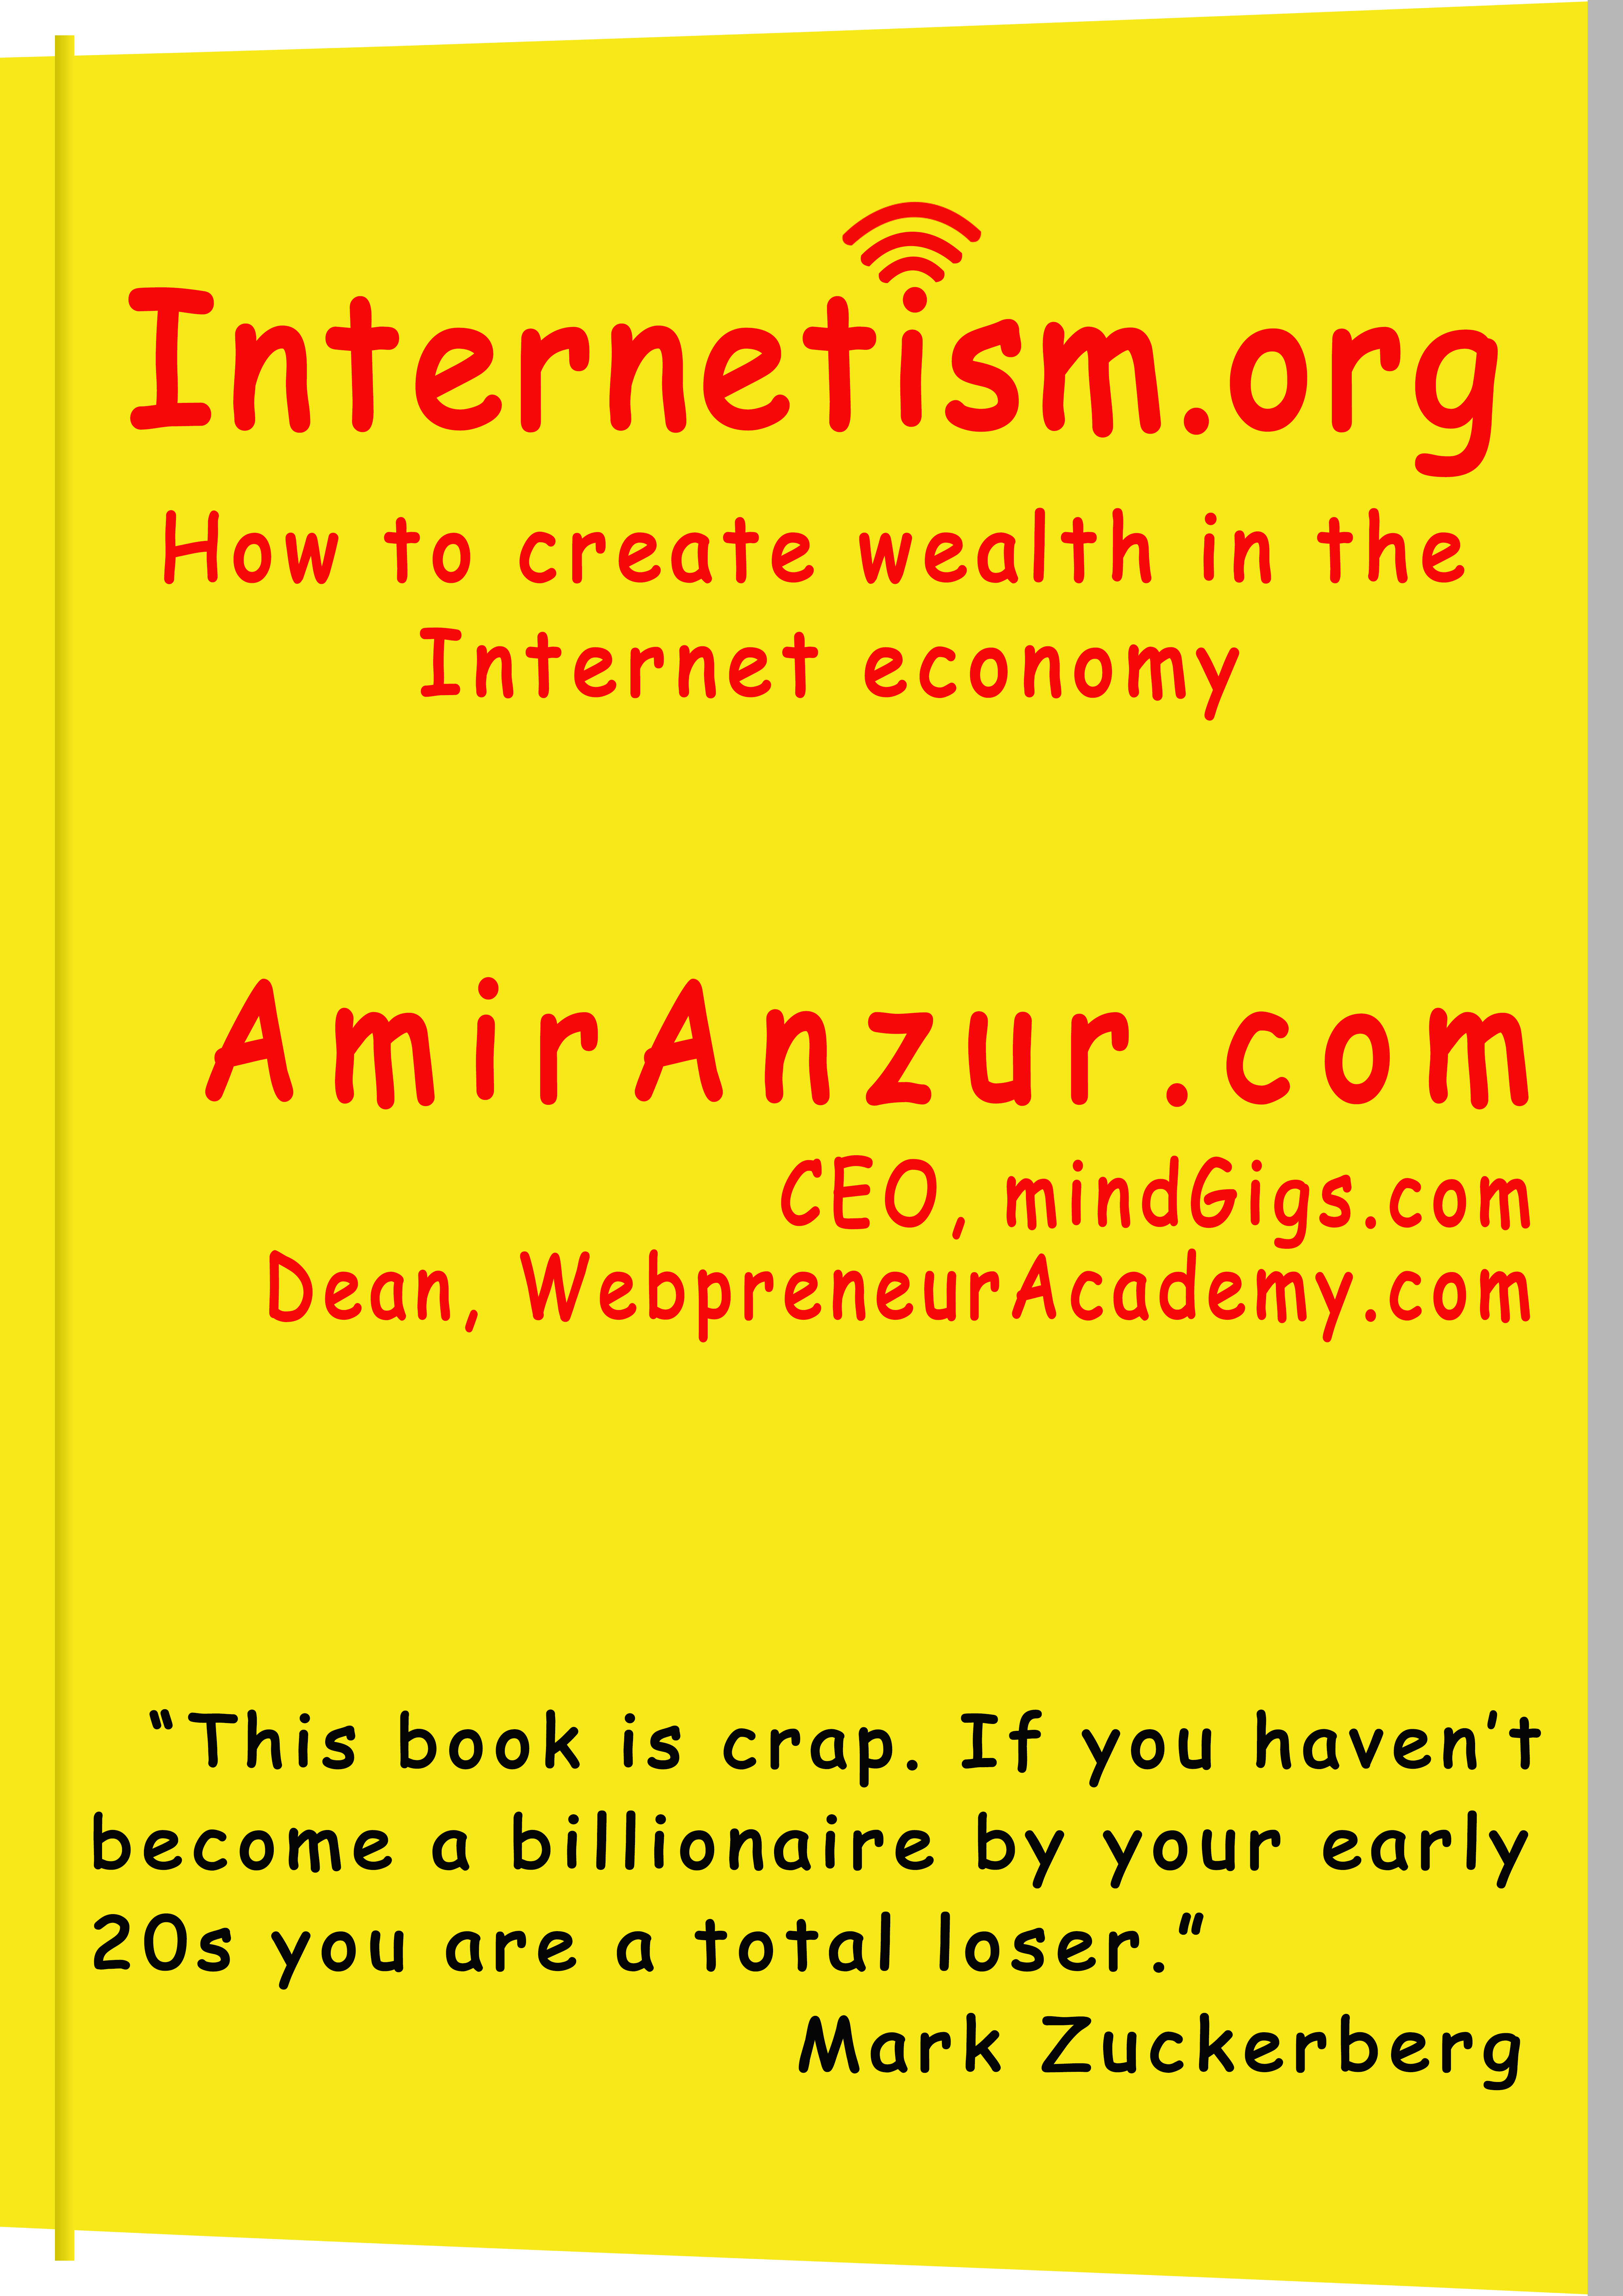 Internetism.org
How to create wealth in the
Internet economy
AmirAnzur.com
CEO, mindGigs.com
Dean, WebpreneurAcademy.com
“This book is crap. If you haven’t
become a billionaire by your early
20s you are a total loser.”
Mark Zuckerberg